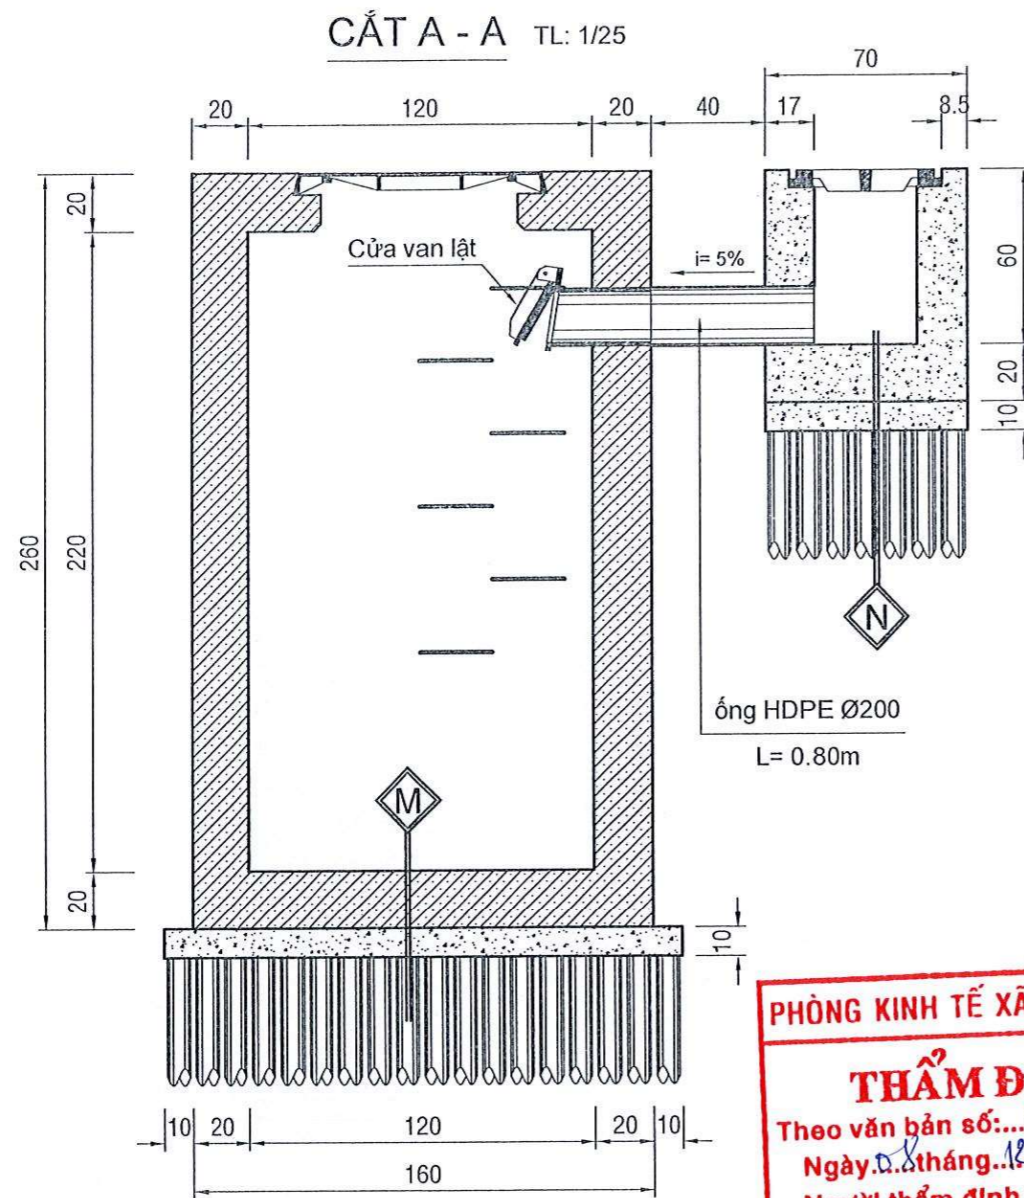 CẮT A - A TL: 1/25
70
20 120 20 40 17 8.5
20
Cửa van lật
i= 5%
60
20
10
260
220
N
ống HDPE Ø200
L= 0.80m
M
20
10
10 20 120 20 10
160
PHÒNG KINH TẾ XÃ
THẨM Đ
Theo văn bản số:....
Ngày.08.tháng.12